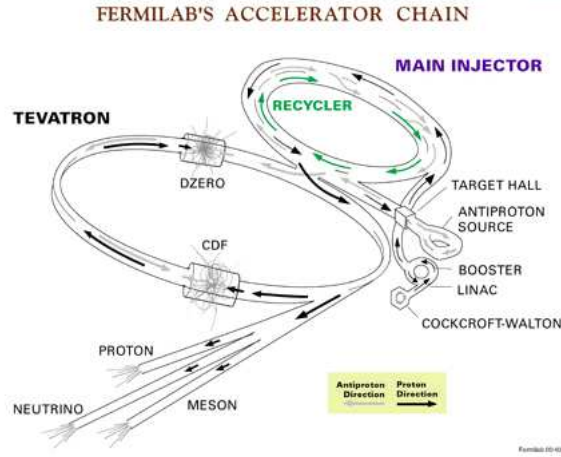 FERMILAB'S ACCELERATOR CHAIN
MAIN INJECTOR
RECYCLER
TEVATRON
DZERO
TARGET HALL
ANTIPROTON
SOURCE
CDF
BOOSTER
LINAC
COCKCROFT-WALTON
PROTON
NEUTRINO
MESON
Antiproton Proton
Direction Direction